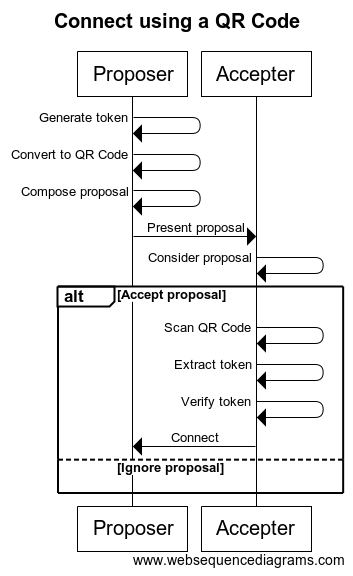 Connect using a QR Code
Proposer
Accepter
Generate token
Convert to QR Code
Compose proposal
Present proposal
Consider proposal
alt
[Accept proposal]
Scan QR Code
Extract token
Verify token
Connect
[Ignore proposal]
Proposer
Accepter
www.websequencediagrams.com